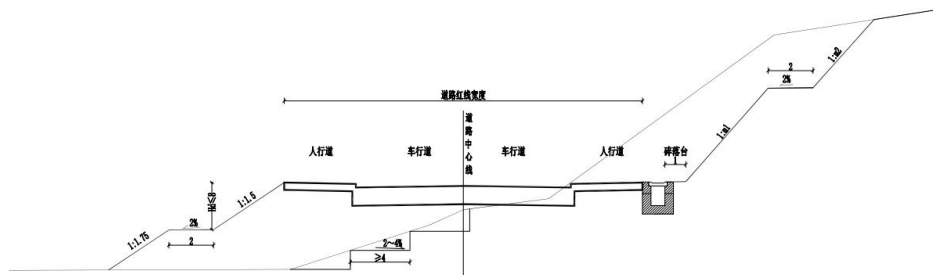 2
2%
1:m2
道路红线宽度
道路中心线
1:m1
人行道
车行道
车行道
人行道
碎落台
1
Hd≤8
1:1.5
2%
2
1:1.75
2~4%
≥4